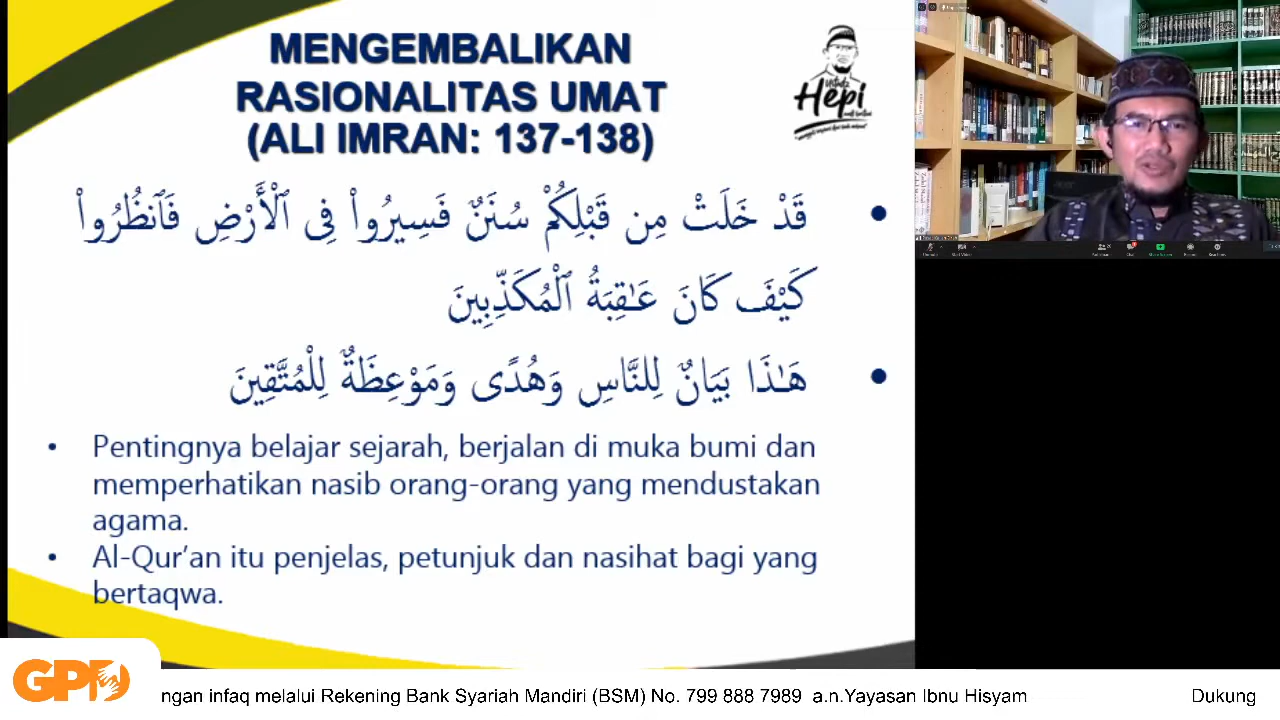 MENGEMBALIKAN
RASIONALITAS UMAT
(ALI IMRAN: 137-138)
Ustadz
Hepi
• قَدْ خَلَتْ مِن قَبْلِكُمْ سُنَنٌ فَسِيرُوا۟ فِى ٱلْأَرْضِ فَٱنظُرُوا۟
كَيْفَ كَانَ عَـٰقِبَةُ ٱلْمُكَذِّبِينَ
• هَـٰذَا بَيَانٌ لِلنَّاسِ وَهُدًى وَمَوْعِظَةٌ لِلْمُتَّقِينَ
• Pentingnya belajar sejarah, berjalan di muka bumi dan
memperhatikan nasib orang-orang yang mendustakan
agama.
• Al-Qur’an itu penjelas, petunjuk dan nasihat bagi yang
bertaqwa.
GPM
ngan infaq melalui Rekening Bank Syariah Mandiri (BSM) No. 799 888 7989 a.n.Yayasan Ibnu Hisyam Dukung